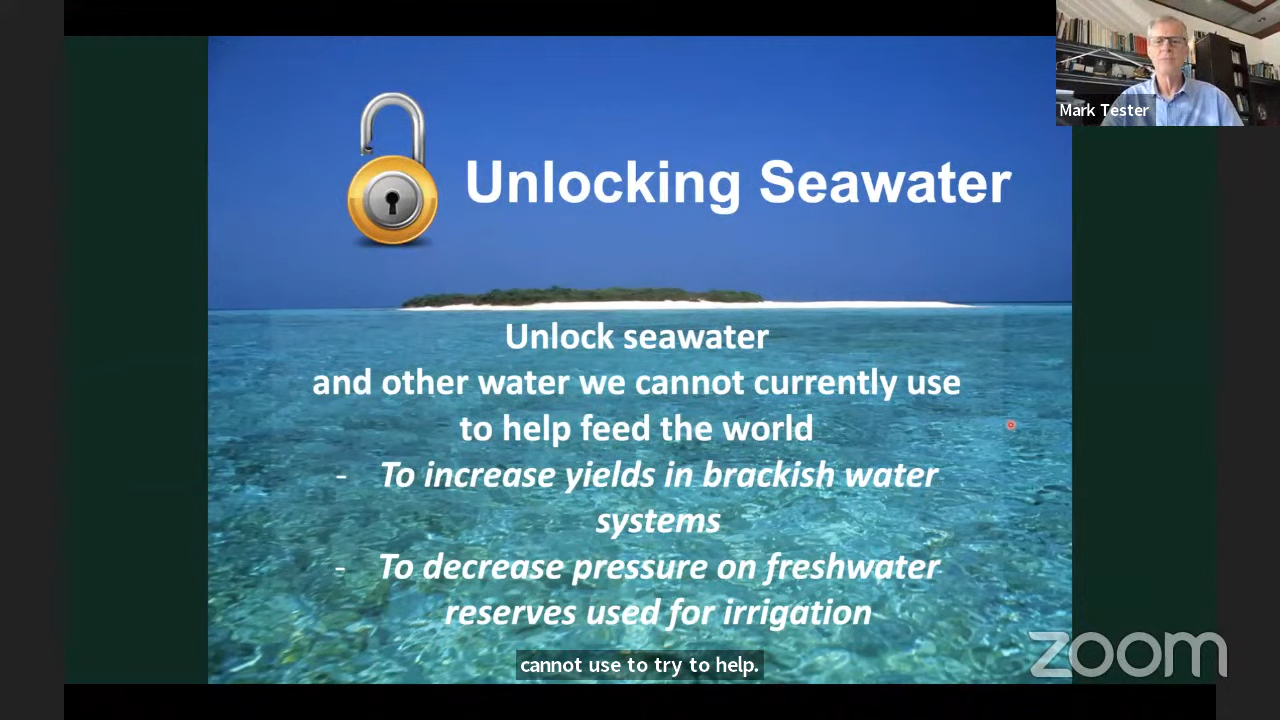 Mark Tester
Unlocking Seawater
Unlock seawater
and other water we cannot currently use
to help feed the world
- To increase yields in brackish water
systems
- To decrease pressure on freshwater
reserves used for irrigation
cannot use to try to help.
zoom